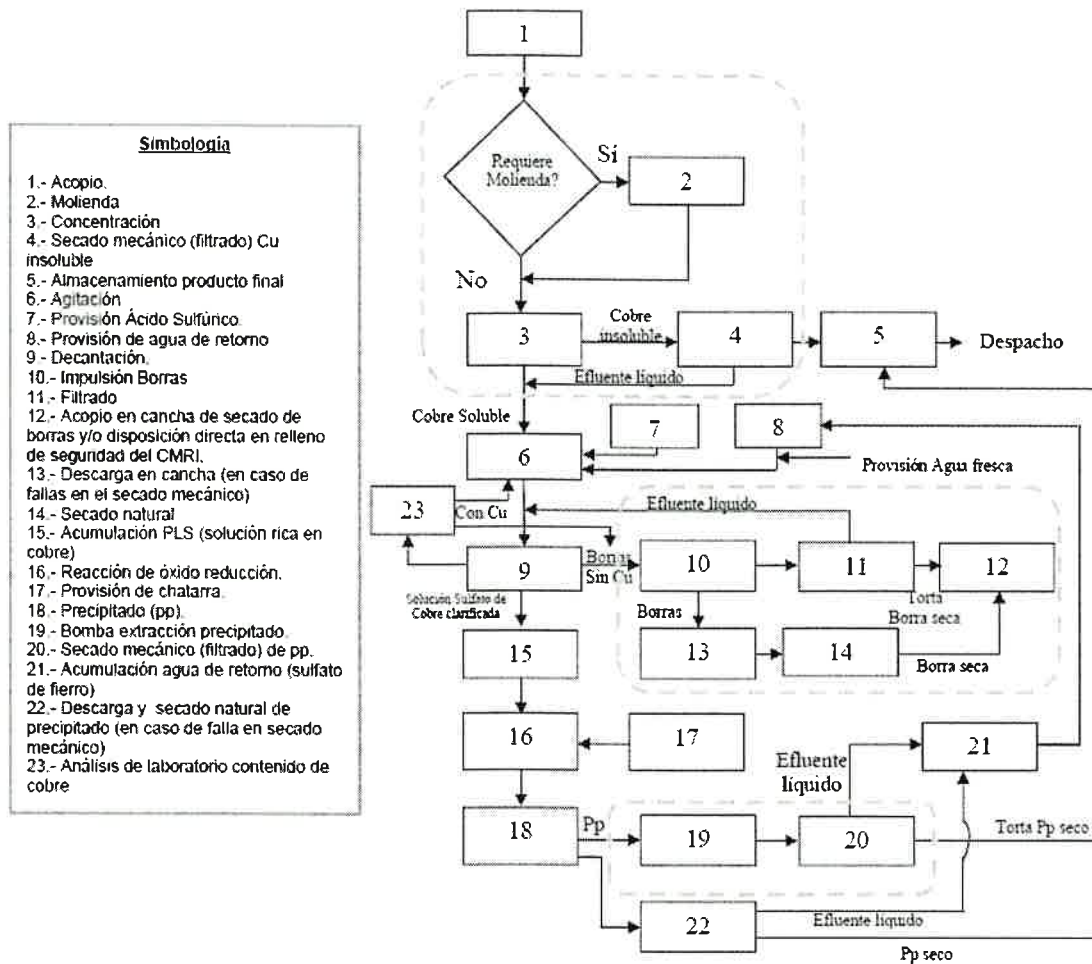 Simbología
1.- Acopio.
2.- Molienda
3.- Concentración
4.- Secado mecánico (filtrado) Cu
insoluble
5.- Almacenamiento producto final
6.- Agitación
7.- Provisión Ácido Sulfúrico.
8.- Provisión de agua de retorno
9.- Decantación.
10.- Impulsión Borras
11.- Filtrado
12.- Acopio en cancha de secado de
borras y/o disposición directa en relleno
de seguridad del CMRI.
13.- Descarga en cancha (en caso de
fallas en el secado mecánico)
14.- Secado natural
15.- Acumulación PLS (solución rica en
cobre)
16.- Reacción de óxido reducción.
17.- Provisión de chatarra.
18.- Precipitado (pp)
19.- Bomba extracción precipitado.
20.- Secado mecánico (filtrado) de pp.
21.- Acumulación agua de retorno (sulfato
de fierro)
22.- Descarga y secado natural de
precipitado (en caso de falla en secado
mecánico)
23.- Análisis de laboratorio contenido de
cobre
1
Requiere
Molienda?
Sí
2
No
3
Cobre
insoluble
4
5
Despacho
Efluente líquido
Cobre Soluble
6
7
8
Provisión Agua fresca
23
Con Cu
Efluente líquido
9
Borras
Sin Cu
10
11
12
Torta
Borra seca
Solución Sulfato de
Cobre clarificada
Borras
13
14
Borra seca
15
16
17
Efluente
líquido
21
18
Pp
19
20
Torta Pp seco
22
Efluente líquido
Pp seco